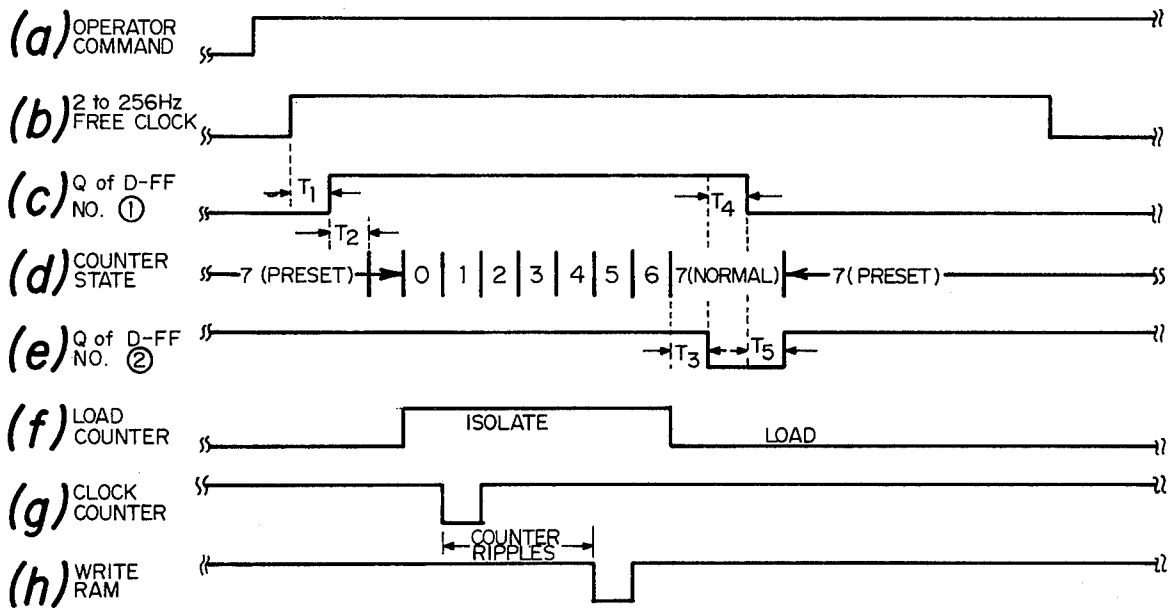 (a) OPERATOR
COMMAND
(b) 2 to 256Hz
FREE CLOCK
(c) Q of D-FF
NO. ①
T1
T4
T2
(d) COUNTER
STATE
7 (PRESET)
0 1 2 3 4 5 6 7(NORMAL)
7(PRESET)
(e) Q of D-FF
NO. ②
T3
T5
(f) LOAD
COUNTER
ISOLATE
LOAD
(g) CLOCK
COUNTER
COUNTER
RIPPLES
(h) WRITE
RAM